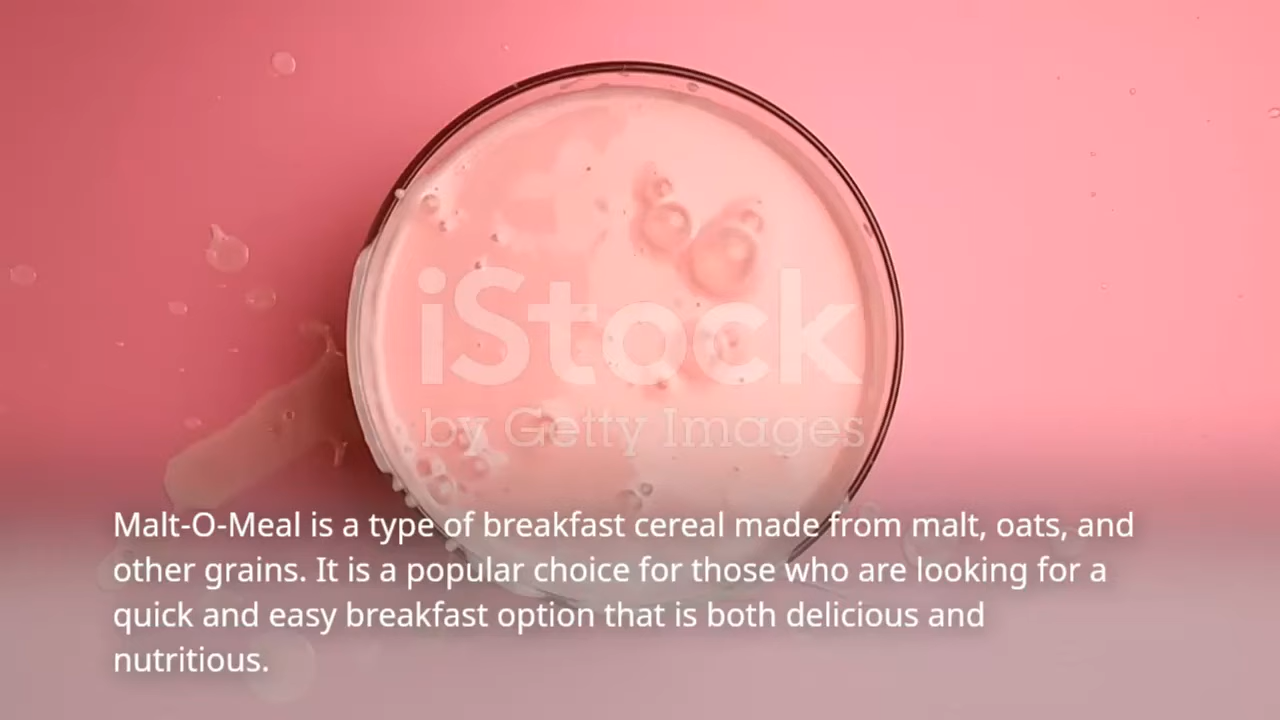 iStock
by Getty Images
Malt-O-Meal is a type of breakfast cereal made from malt, oats, and
other grains. It is a popular choice for those who are looking for a
quick and easy breakfast option that is both delicious and
nutritious.